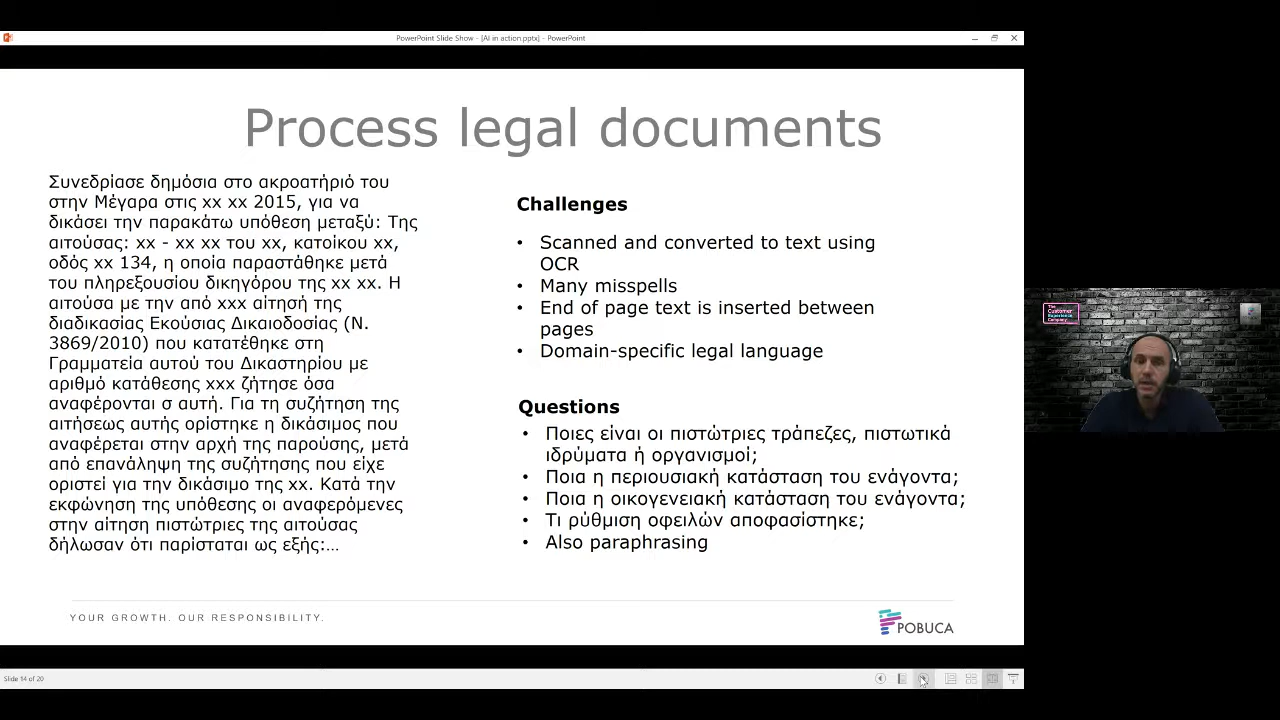 PowerPoint Slide Show - [AI in action.pptx] - PowerPoint
Process legal documents
Συνεδρίασε δημόσια στο ακροατήριό του
στην Μέγαρα στις xx xx 2015, για να
δικάσει την παρακάτω υπόθεση μεταξύ: Της
αιτούσας: xx - xx xx του xx, κατοίκου xx,
οδός xx 134, η οποία παραστάθηκε μετά
του πληρεξουσίου δικηγόρου της xx xx. Η
αιτούσα με την από xxx αίτησή της
διαδικασίας Εκούσιας Δικαιοδοσίας (Ν.
3869/2010) που κατατέθηκε στη
Γραμματεία αυτού του Δικαστηρίου με
αριθμό κατάθεσης xxx ζήτησε όσα
αναφέρονται σ αυτή. Για τη συζήτηση της
αιτήσεως αυτής ορίστηκε η δικάσιμος που
αναφέρεται στην αρχή της παρούσης, μετά
από επανάληψη της συζήτησης που είχε
οριστεί για την δικάσιμο της xx. Κατά την
εκφώνηση της υπόθεσης οι αναφερόμενες
στην αίτηση πιστώτριες της αιτούσας
δήλωσαν ότι παρίσταται ως εξής:…
Challenges
• Scanned and converted to text using
OCR
• Many misspells
• End of page text is inserted between
pages
• Domain-specific legal language
Questions
• Ποιες είναι οι πιστώτριες τράπεζες, πιστωτικά
ιδρύματα ή οργανισμοί;
• Ποια η περιουσιακή κατάσταση του ενάγοντα;
• Ποια η οικογενειακή κατάσταση του ενάγοντα;
• Τι ρύθμιση οφειλών αποφασίστηκε;
• Also paraphrasing
YOUR GROWTH. OUR RESPONSIBILITY.
POBUCA
Slide 14 of 20
The
Customer
Experience
Company